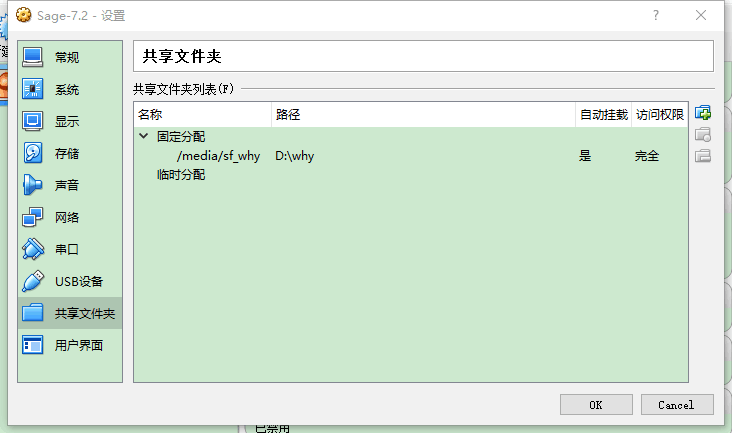 Sage-7.2 - 设置
常规
系统
显示
存储
声音
网络
串口
USB设备
共享文件夹
用户界面
共享文件夹
共享文件夹列表(F)
名称 路径 自动挂载 访问权限
固定分配
/media/sf_why D:\why 是 完全
临时分配
OK Cancel
已禁用